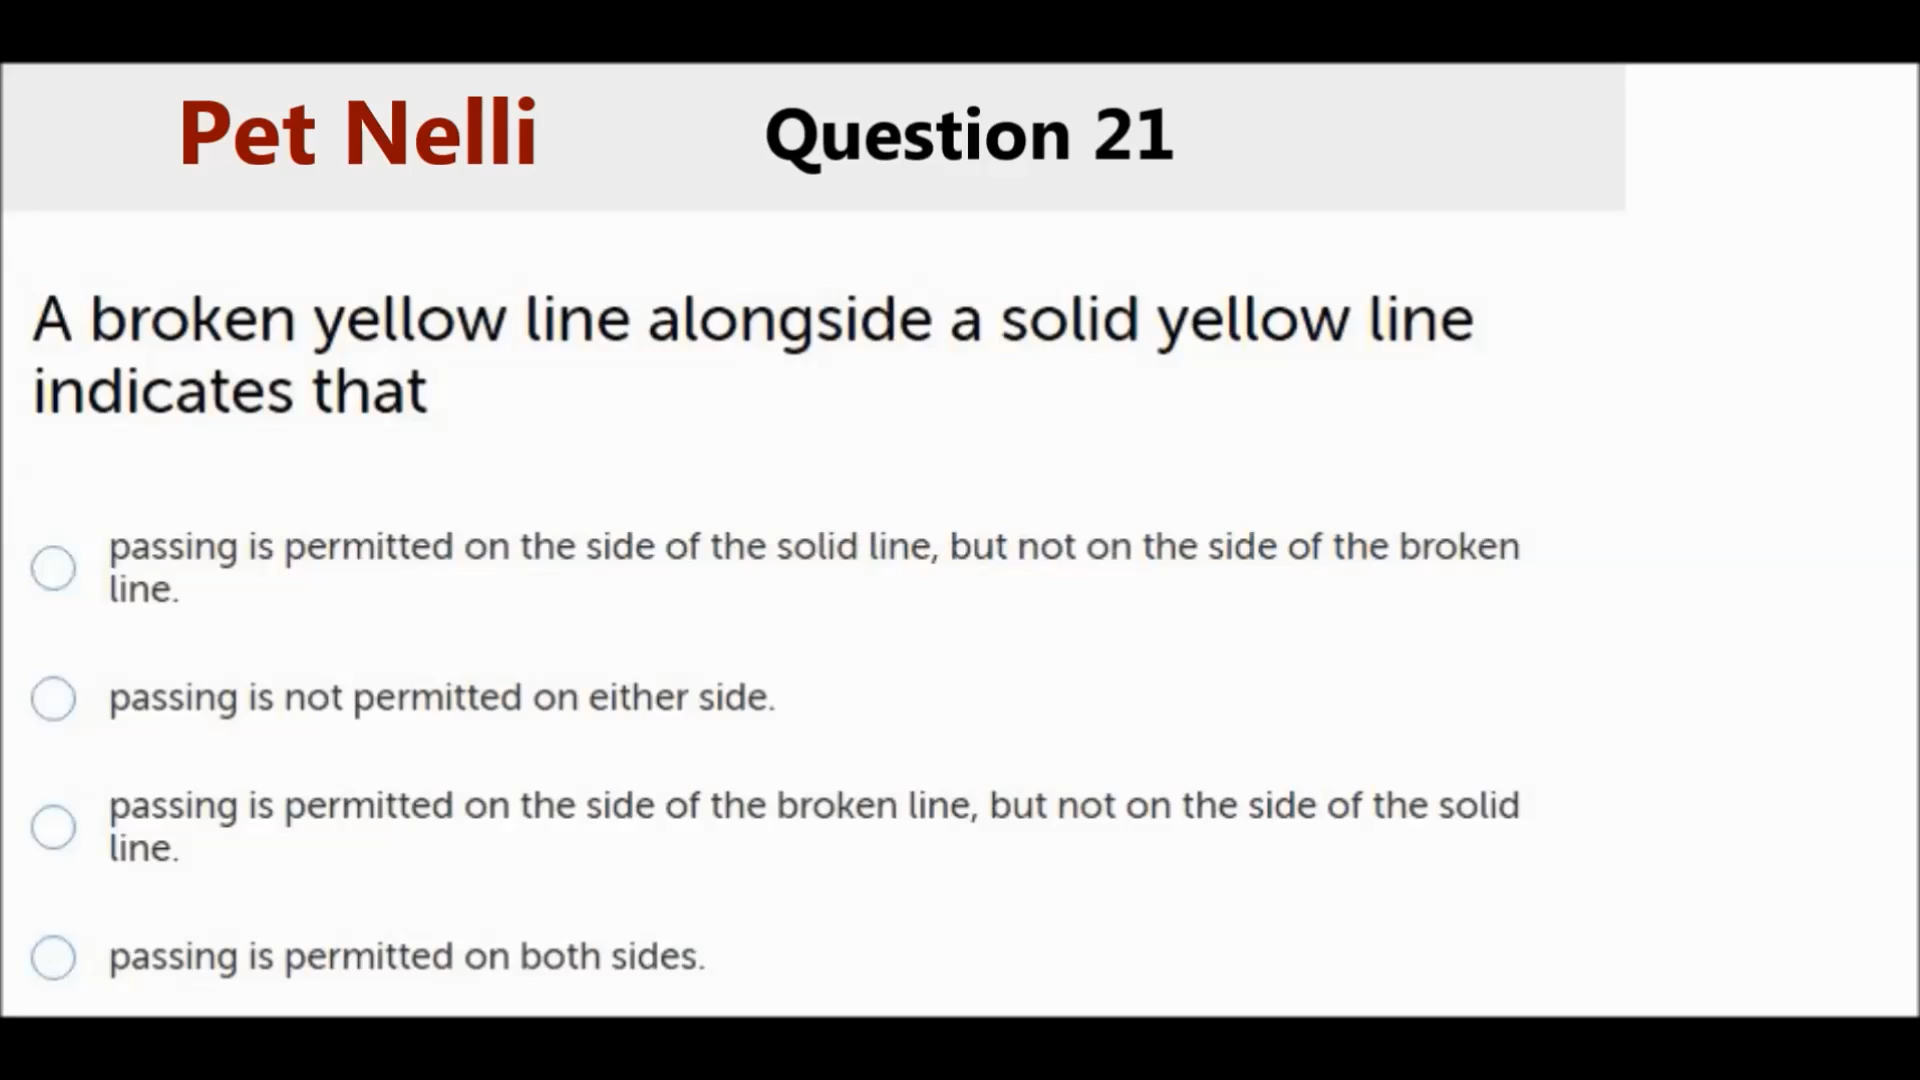 Pet Nelli Question 21
A broken yellow line alongside a solid yellow line
indicates that
passing is permitted on the side of the solid line, but not on the side of the broken
line.
passing is not permitted on either side.
passing is permitted on the side of the broken line, but not on the side of the solid
line.
passing is permitted on both sides.